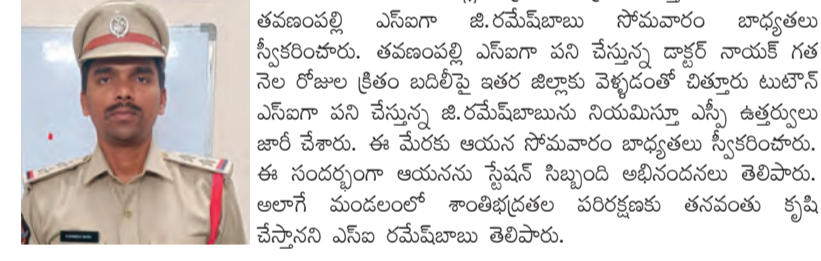 తవణంపల్లి ఎస్ఐగా జి.రమేష్‌బాబు సోమవారం బాధ్యతలు
స్వీకరించారు. తవణంపల్లి ఎస్ఐగా పని చేస్తున్న డాక్టర్ నాయక్ గత
నెల రోజుల క్రితం బదిలీపై ఇతర జిల్లాకు వెళ్ళడంతో చిత్తూరు టుటౌన్
ఎస్ఐగా పని చేస్తున్న జి.రమేష్‌బాబును నియమిస్తూ ఎస్పీ ఉత్తర్వులు
జారీ చేశారు. ఈ మేరకు ఆయన సోమవారం బాధ్యతలు స్వీకరించారు.
ఈ సందర్భంగా ఆయనను స్టేషన్ సిబ్బంది అభినందనలు తెలిపారు.
అలాగే మండలంలో శాంతిభద్రతల పరిరక్షణకు తనవంతు కృషి
చేస్తానని ఎస్ఐ రమేష్‌బాబు తెలిపారు.